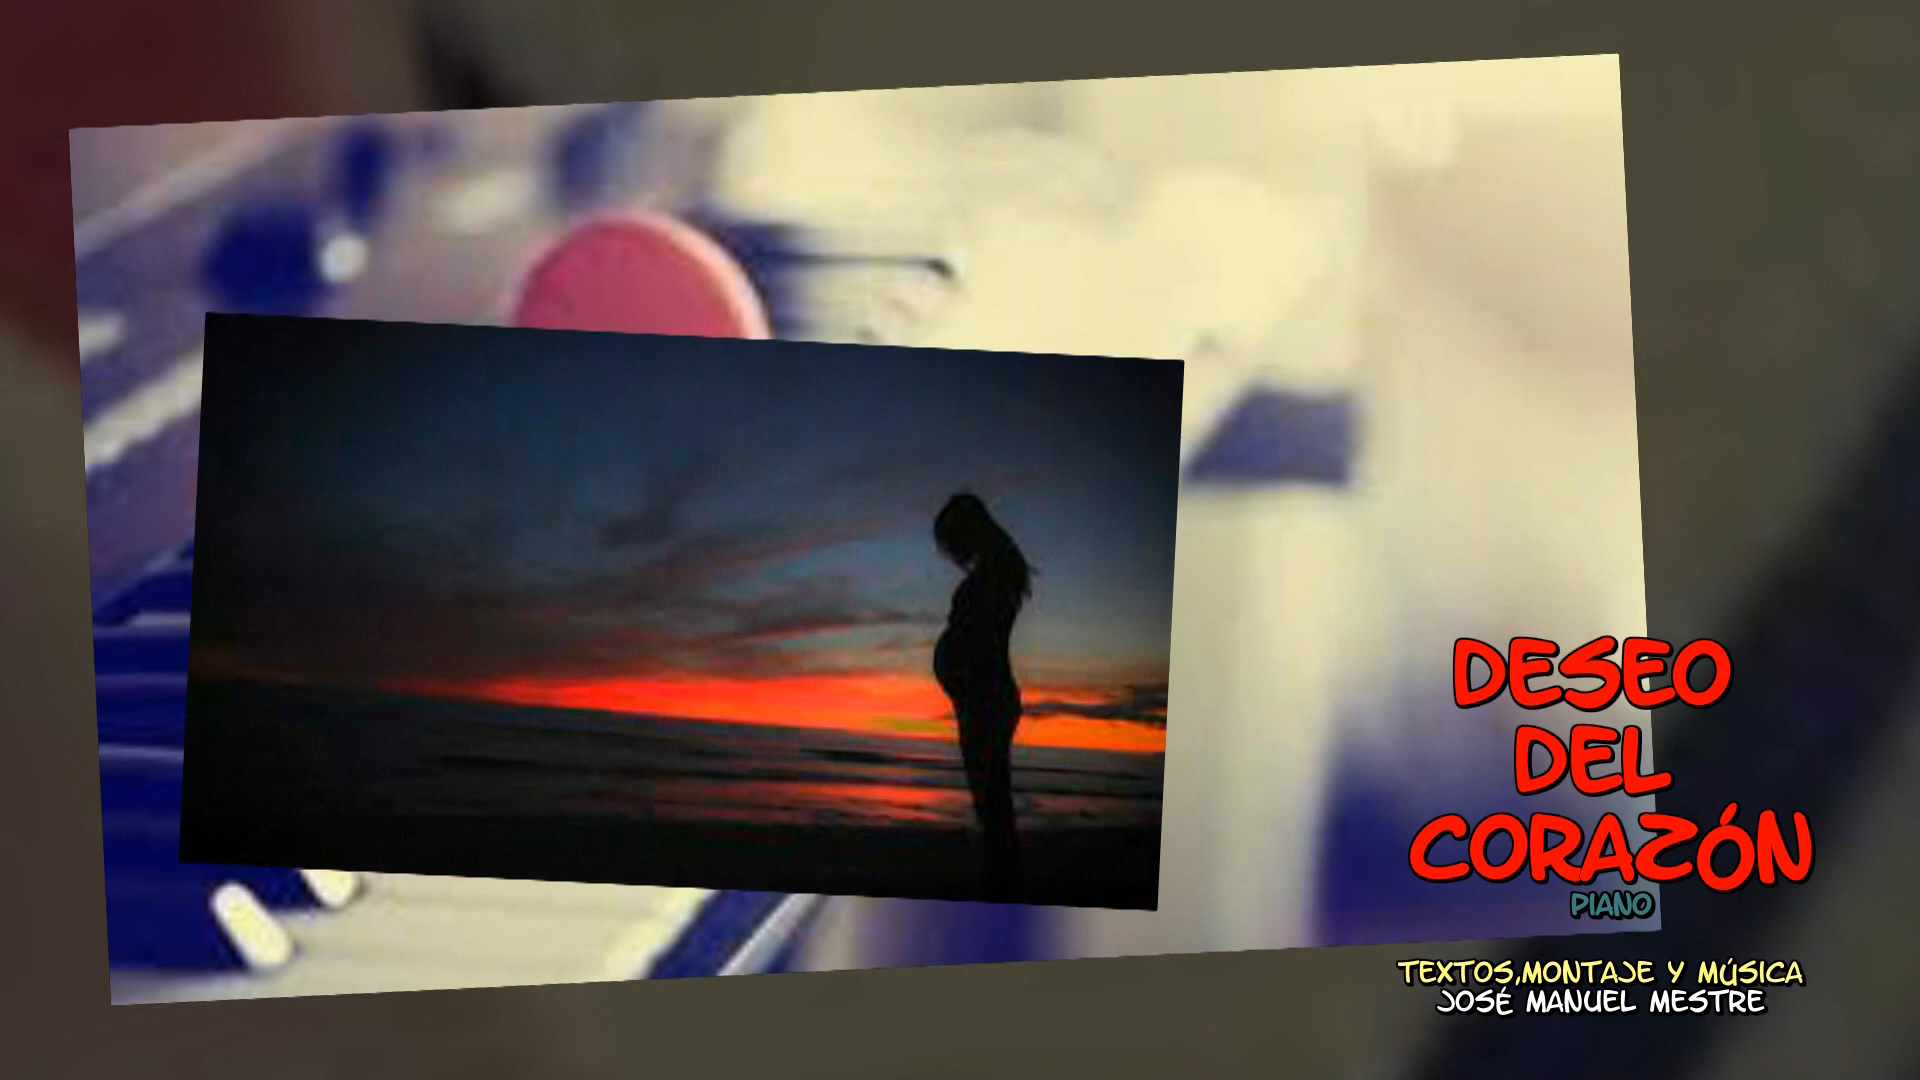 DESEO
DEL
CORAZÓN
PIANO
TEXTOS,MONTAJE Y MÚSICA
JOSÉ MANUEL MESTRE